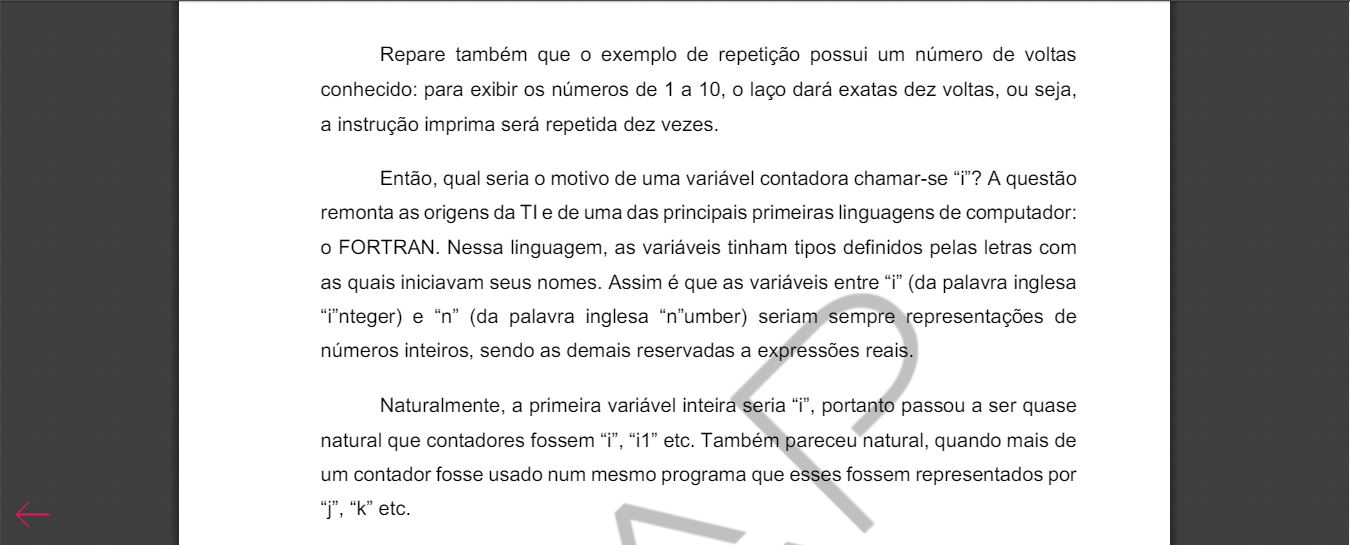 Repare também que o exemplo de repetição possui um número de voltas
conhecido: para exibir os números de 1 a 10, o laço dará exatas dez voltas, ou seja,
a instrução imprima será repetida dez vezes.
Então, qual seria o motivo de uma variável contadora chamar-se “i”? A questão
remonta as origens da TI e de uma das principais primeiras linguagens de computador:
o FORTRAN. Nessa linguagem, as variáveis tinham tipos definidos pelas letras com
as quais iniciavam seus nomes. Assim é que as variáveis entre “i” (da palavra inglesa
“i”nteger) e “n” (da palavra inglesa “n”umber) seriam sempre representações de
números inteiros, sendo as demais reservadas a expressões reais.
Naturalmente, a primeira variável inteira seria “i”, portanto passou a ser quase
natural que contadores fossem “i”, “i1” etc. Também pareceu natural, quando mais de
um contador fosse usado num mesmo programa que esses fossem representados por
“j”, “k” etc.